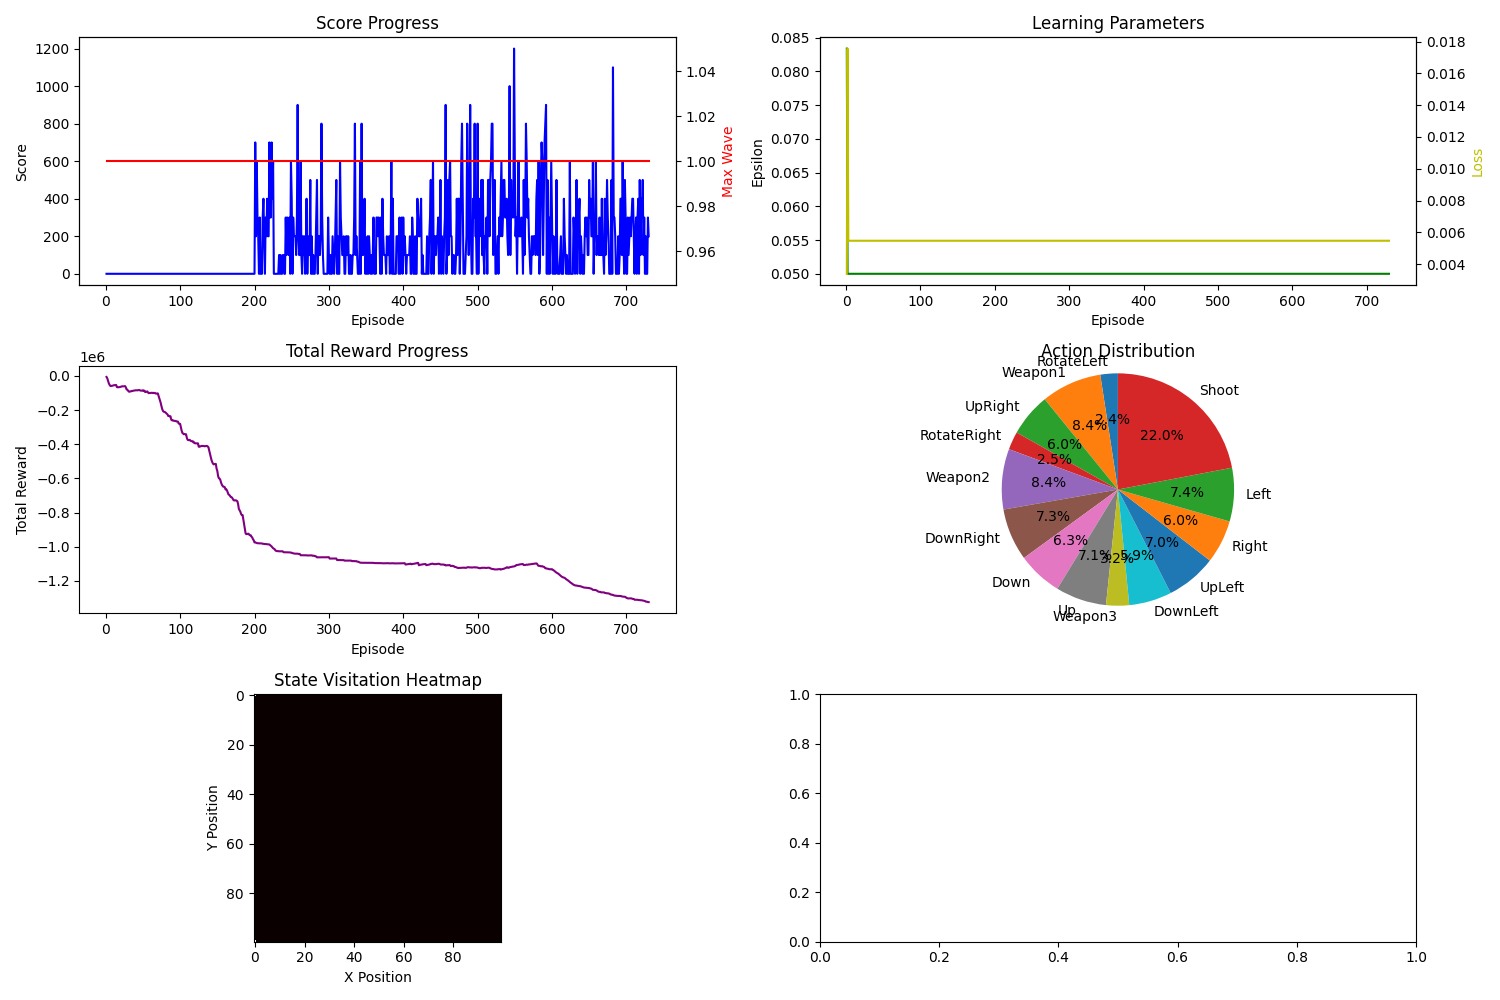 Score Progress
1200
1000
800
600
400
200
0
Score
1.04
1.02
1.00
0.98
0.96
Max Wave
0 100 200 300 400 500 600 700
Episode
Learning Parameters
0.085
0.080
0.075
0.070
0.065
0.060
0.055
0.050
Epsilon
0.018
0.016
0.014
0.012
0.010
0.008
0.006
0.004
Loss
0 100 200 300 400 500 600 700
Episode
Total Reward Progress
1e6
0.0
−0.2
−0.4
−0.6
−0.8
−1.0
−1.2
Total Reward
0 100 200 300 400 500 600 700
Episode
Action Distribution
RotateLeft
2.4%
Weapon1
8.4%
UpRight
6.0%
RotateRight
2.5%
Weapon2
8.4%
DownRight
7.3%
Down
6.3%
Up
7.1%
Weapon3
3.2%
DownLeft
5.9%
UpLeft
7.0%
Right
6.0%
Left
7.4%
Shoot
22.0%
State Visitation Heatmap
0
20
40
60
80
Y Position
0 20 40 60 80
X Position
1.0
0.8
0.6
0.4
0.2
0.0
0.0 0.2 0.4 0.6 0.8 1.0